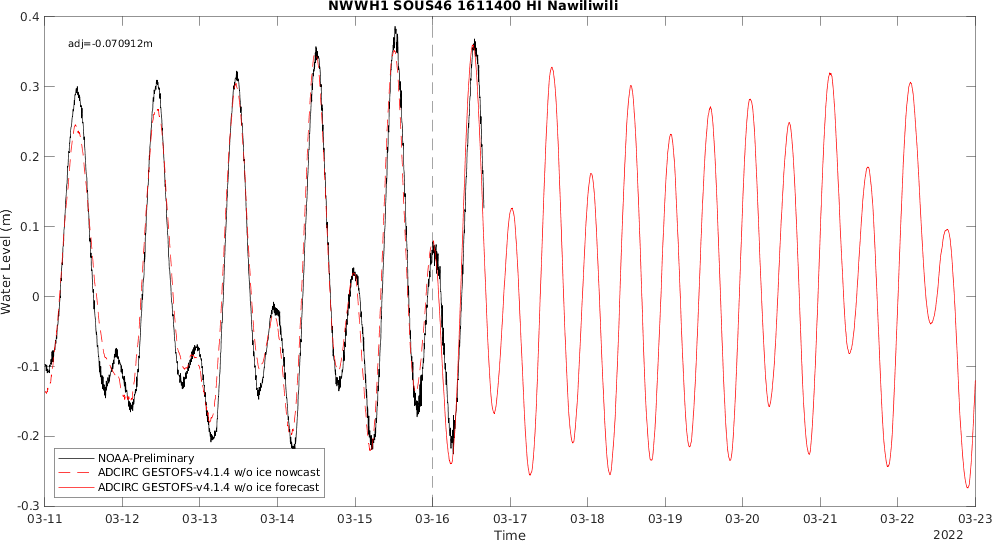 NWWH1 SOUS46 1611400 HI Nawiliwili
adj=-0.070912m
0.4
0.3
0.2
0.1
0
-0.1
-0.2
-0.3
Water Level (m)
NOAA-Preliminary
ADCIRC GESTOFS-v4.1.4 w/o ice nowcast
ADCIRC GESTOFS-v4.1.4 w/o ice forecast
03-11 03-12 03-13 03-14 03-15 03-16 03-17 03-18 03-19 03-20 03-21 03-22 03-23
Time
2022